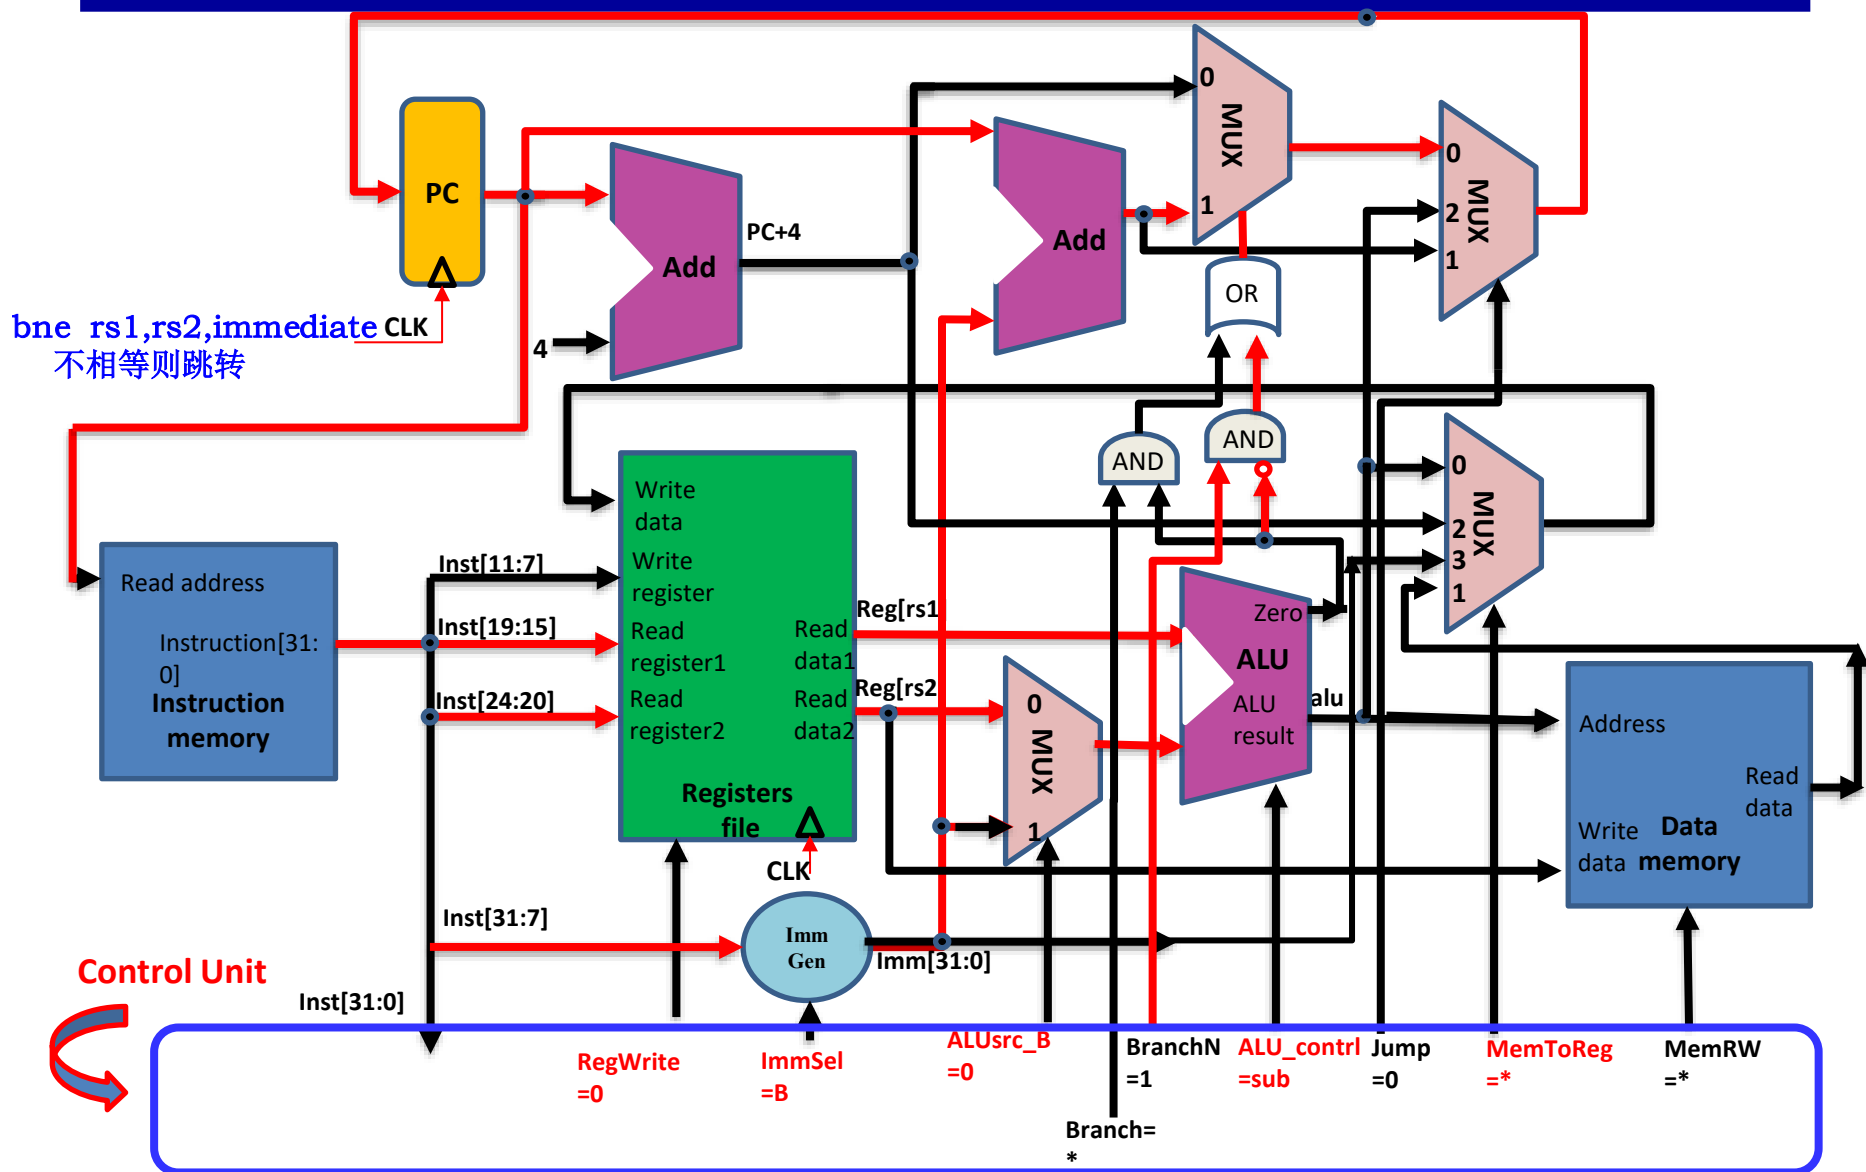 0
MUX
1
0
MUX
2
1
PC
PC+4
Add
Add
OR
bne rs1,rs2,immediate
不相等则跳转
CLK
4
AND
AND
0
MUX
2
3
1
Write
data
Write
register
Read
register1
Read
register2
Read
data1
Read
data2
Registers
file
CLK
Read address
Instruction[31:
0]
Instruction
memory
Inst[11:7]
Inst[19:15]
Inst[24:20]
Reg[rs1
Reg[rs2
0
MUX
1
Zero
ALU
ALU
result
alu
Address
Read
data
Write
data
Data
memory
Inst[31:7]
Imm
Gen
Imm[31:0]
Control Unit
Inst[31:0]
RegWrite
=0
ImmSel
=B
ALUsrc_B
=0
BranchN
=1
ALU_contrl
=sub
Jump
=0
MemToReg
=*
MemRW
=*
Branch=
*